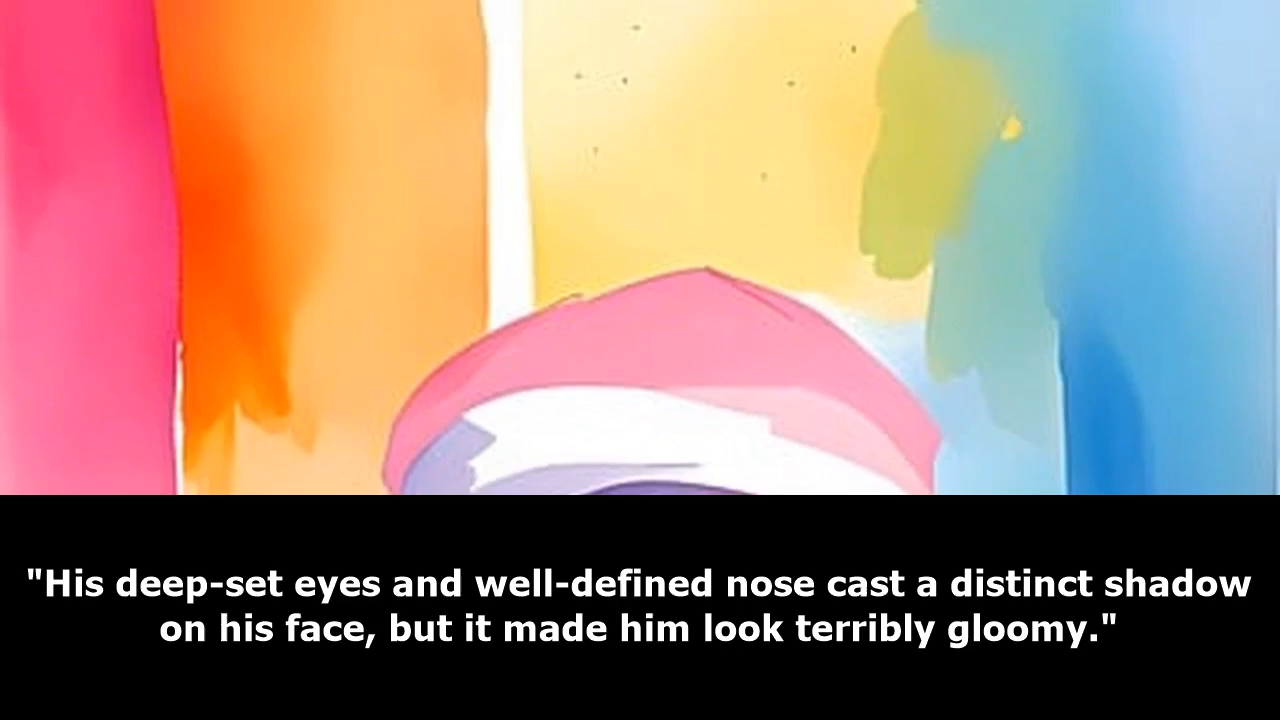 "His deep-set eyes and well-defined nose cast a distinct shadow
on his face, but it made him look terribly gloomy."